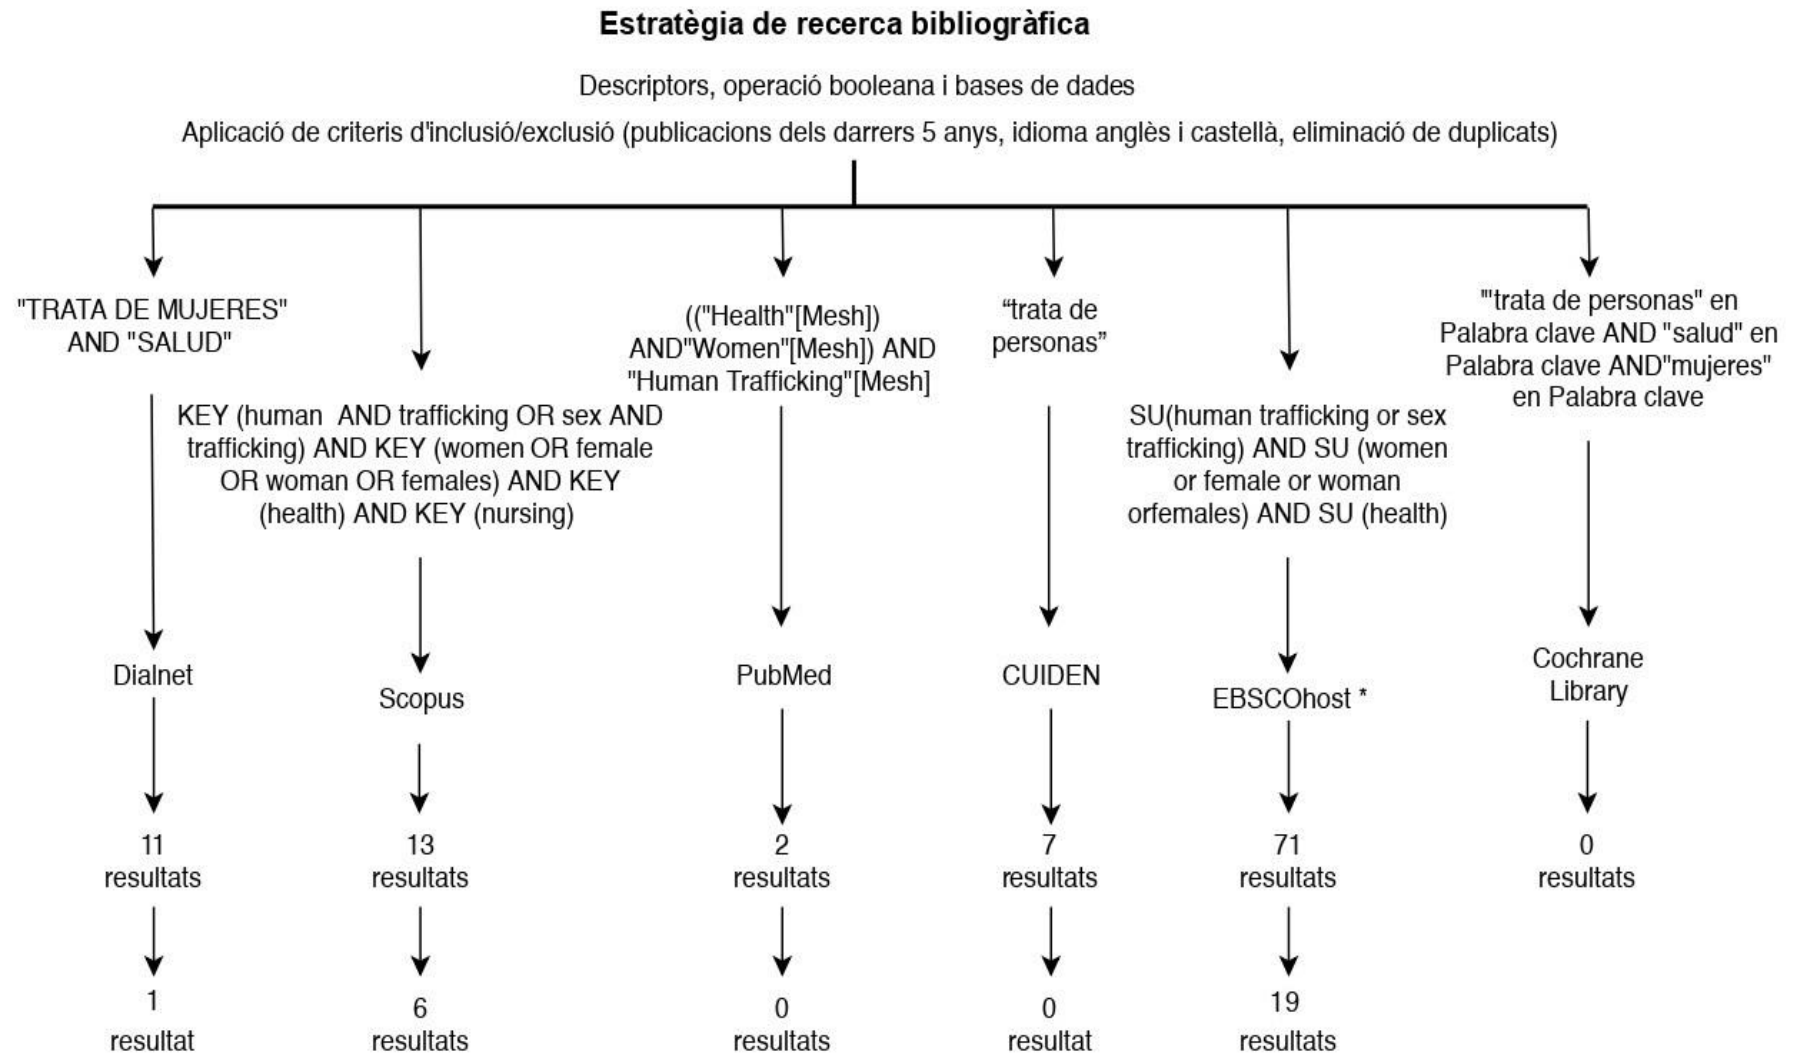 Estratègia de recerca bibliogràfica
Descriptors, operació booleana i bases de dades
Aplicació de criteris d'inclusió/exclusió (publicacions dels darrers 5 anys, idioma anglès i castellà, eliminació de duplicats)
"TRATA DE MUJERES"
AND "SALUD"
Dialnet
11
resultats
1
resultat
KEY (human  AND trafficking OR sex AND
trafficking) AND KEY (women OR female
OR woman OR females) AND KEY
(health) AND KEY (nursing)
Scopus
13
resultats
6
resultats
(("Health"[Mesh])
AND"Women"[Mesh]) AND
"Human Trafficking"[Mesh]
PubMed
2
resultats
0
resultats
“trata de
personas”
CUIDEN
7
resultats
0
resultat
SU(human trafficking or sex
trafficking) AND SU (women
or female or woman
orfemales) AND SU (health)
EBSCOhost *
71
resultats
19
resultats
"'trata de personas" en
Palabra clave AND "salud" en
Palabra clave AND"mujeres"
en Palabra clave
Cochrane
Library
0
resultats